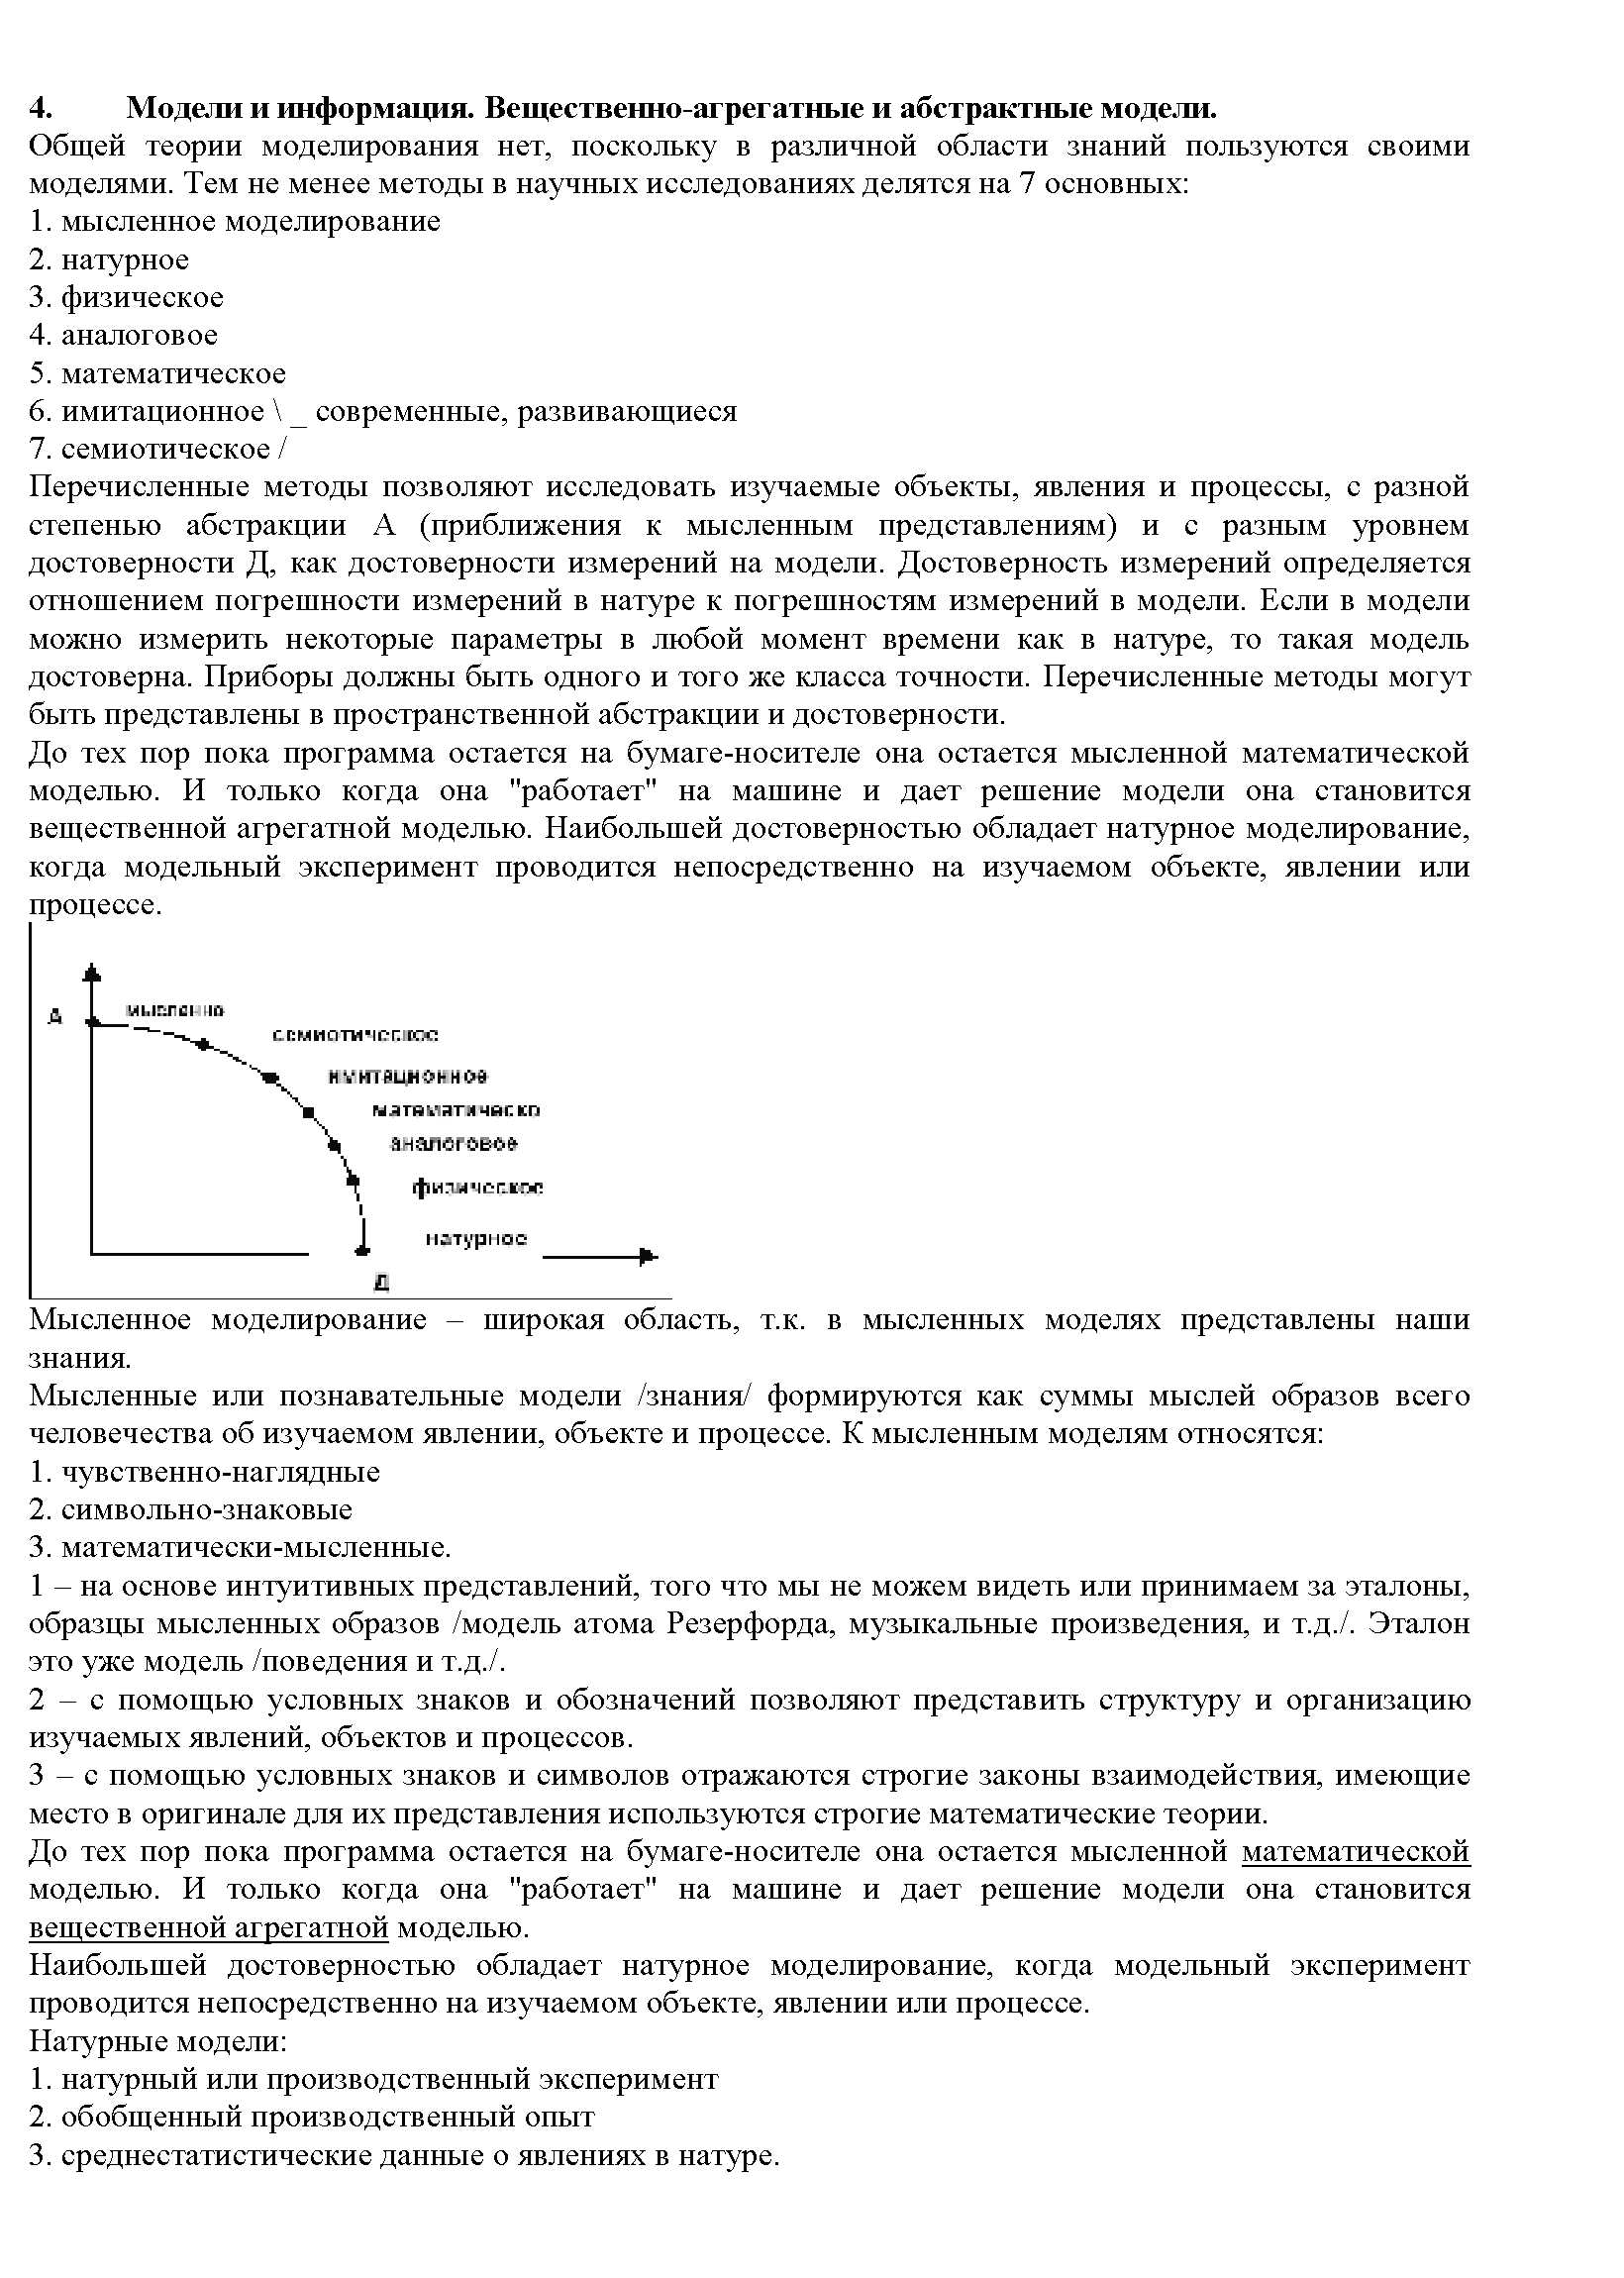 4. Модели и информация. Вещественно-агрегатные и абстрактные модели.
Общей теории моделирования нет, поскольку в различной области знаний пользуются своими
моделями. Тем не менее методы в научных исследованиях делятся на 7 основных:
1. мысленное моделирование
2. натурное
3. физическое
4. аналоговое
5. математическое
6. имитационное \ _ современные, развивающиеся
7. семиотическое /
Перечисленные методы позволяют исследовать изучаемые объекты, явления и процессы, с разной
степенью абстракции А (приближения к мысленным представлениям) и с разным уровнем
достоверности Д, как достоверности измерений на модели. Достоверность измерений определяется
отношением погрешности измерений в натуре к погрешностям измерений в модели. Если в модели
можно измерить некоторые параметры в любой момент времени как в натуре, то такая модель
достоверна. Приборы должны быть одного и того же класса точности. Перечисленные методы могут
быть представлены в пространственной абстракции и достоверности.
До тех пор пока программа остается на бумаге-носителе она остается мысленной математической
моделью. И только когда она "работает" на машине и дает решение модели она становится
вещественной агрегатной моделью. Наибольшей достоверностью обладает натурное моделирование,
когда модельный эксперимент проводится непосредственно на изучаемом объекте, явлении или
процессе.
А
мысленно
семиотическое
имитационное
математическо
аналоговое
физическое
натурное
Д
Мысленное моделирование – широкая область, т.к. в мысленных моделях представлены наши
знания.
Мысленные или познавательные модели /знания/ формируются как суммы мыслей образов всего
человечества об изучаемом явлении, объекте и процессе. К мысленным моделям относятся:
1. чувственно-наглядные
2. символьно-знаковые
3. математически-мысленные.
1 – на основе интуитивных представлений, того что мы не можем видеть или принимаем за эталоны,
образцы мысленных образов /модель атома Резерфорда, музыкальные произведения, и т.д./. Эталон
это уже модель /поведения и т.д./.
2 – с помощью условных знаков и обозначений позволяют представить структуру и организацию
изучаемых явлений, объектов и процессов.
3 – с помощью условных знаков и символов отражаются строгие законы взаимодействия, имеющие
место в оригинале для их представления используются строгие математические теории.
До тех пор пока программа остается на бумаге-носителе она остается мысленной математической
моделью. И только когда она "работает" на машине и дает решение модели она становится
вещественной агрегатной моделью.
Наибольшей достоверностью обладает натурное моделирование, когда модельный эксперимент
проводится непосредственно на изучаемом объекте, явлении или процессе.
Натурные модели:
1. натурный или производственный эксперимент
2. обобщенный производственный опыт
3. среднестатистические данные о явлениях в натуре.